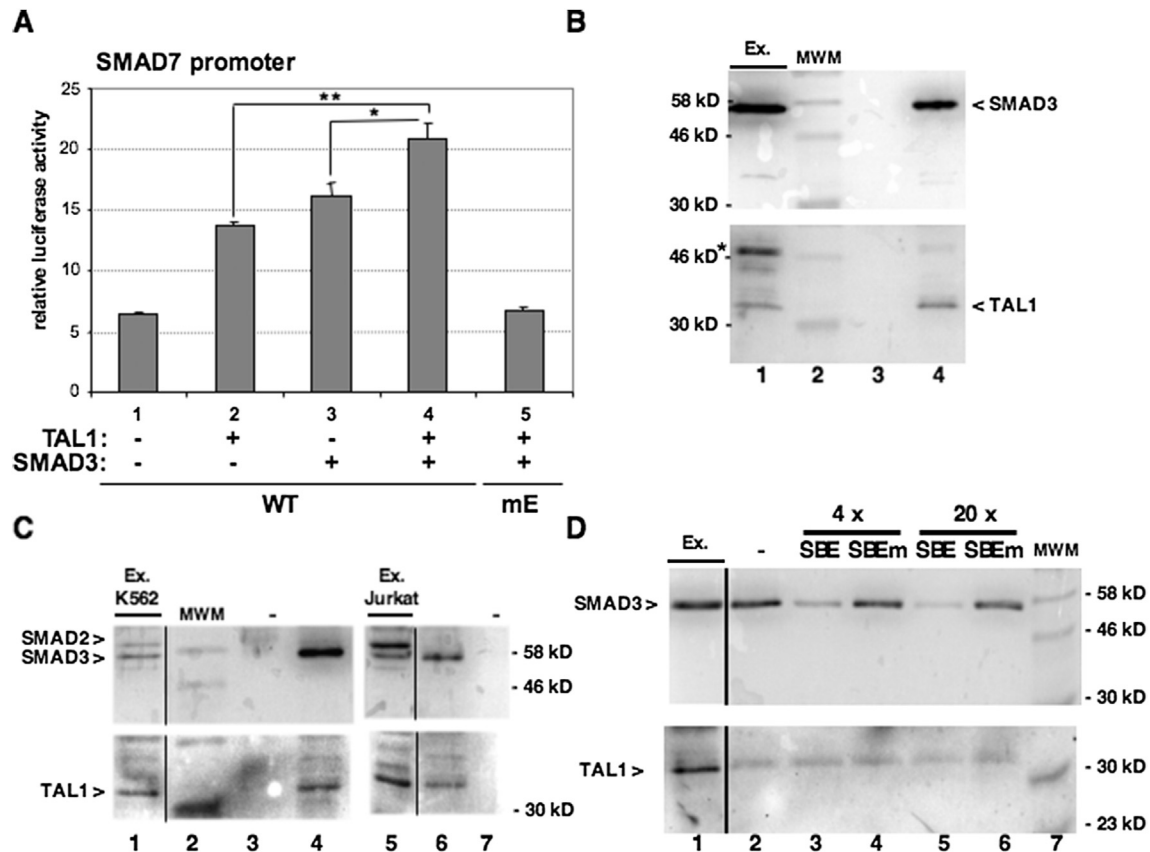 A
SMAD7 promoter
relative luciferase activity
25
20
15
10
5
0
**
*
1 2 3 4 5
TAL1: - + - + +
SMAD3: - - + + +
WT mE
B
Ex. MWM
58 kD
46 kD
30 kD
< SMAD3
46 kD*
30 kD
< TAL1
1 2 3 4
C
Ex. K562 MWM - Ex. Jurkat -
SMAD2 >
SMAD3 >
- 58 kD
- 46 kD
TAL1 >
- 30 kD
1 2 3 4 5 6 7
D
4 x 20 x
Ex. - SBE SBEm SBE SBEm MWM
SMAD3 >
- 58 kD
- 46 kD
- 30 kD
TAL1 >
- 30 kD
- 23 kD
1 2 3 4 5 6 7